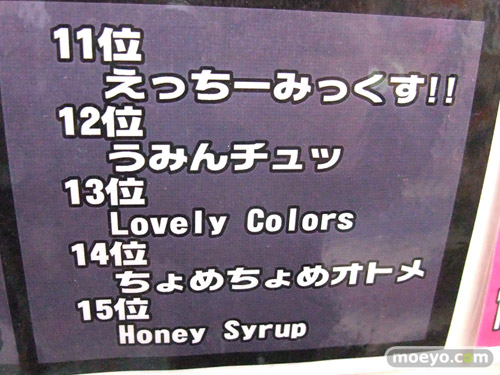 11位
えっちーみっくす!!
12位
うみんチュッ
13位
Lovely Colors
14位
ちょめちょめオトメ
15位
Honey Syrup
moeyo.com